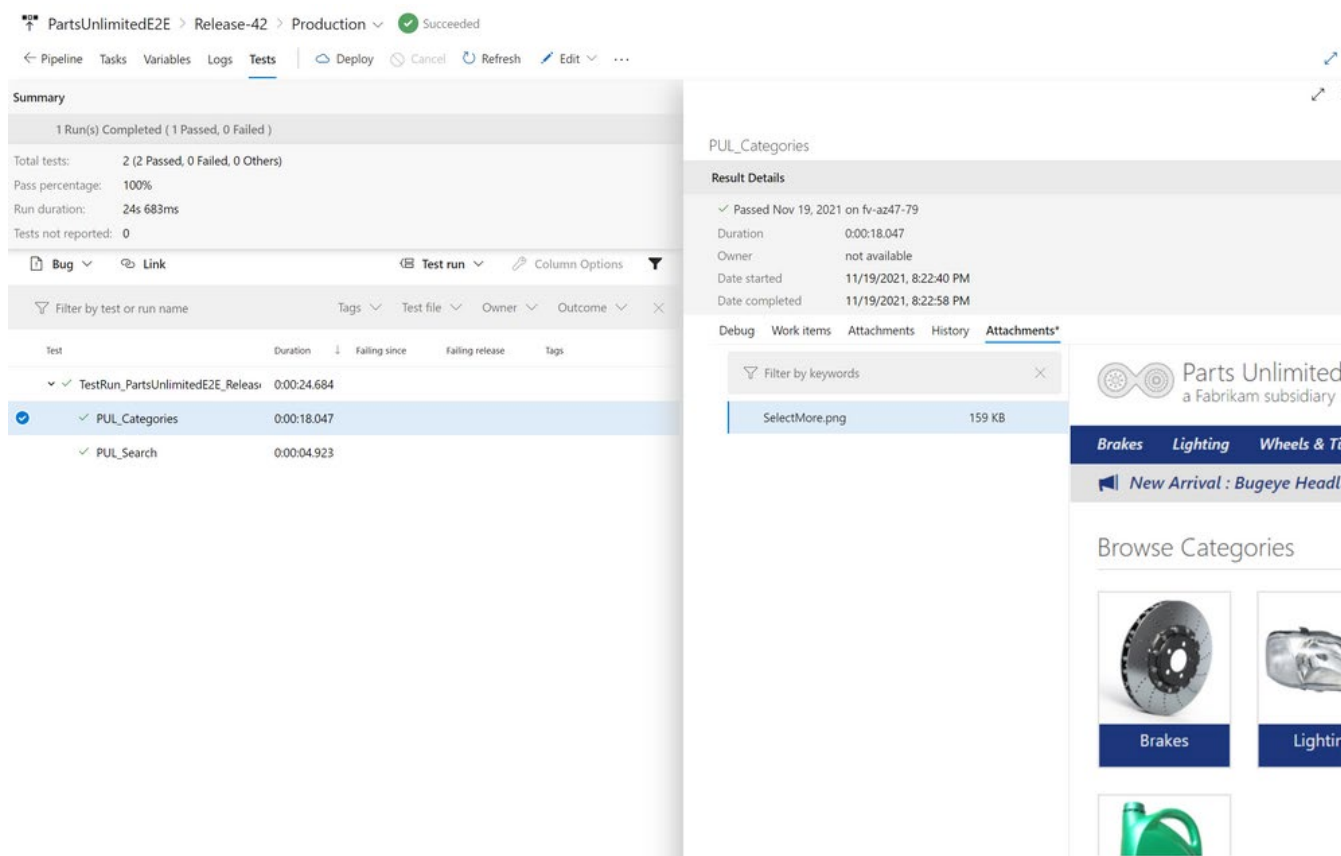 PartsUnlimitedE2E > Release-42 > Production Succeeded
Pipeline Tasks Variables Logs Tests Deploy Cancel Refresh Edit ...
Summary
1 Run(s) Completed ( 1 Passed, 0 Failed )
Total tests: 2 (2 Passed, 0 Failed, 0 Others)
Pass percentage: 100%
Run duration: 24s 683ms
Tests not reported: 0
Bug Link Test run Column Options
Filter by test or run name Tags Test file Owner Outcome
Test Duration Failing since Failing release Tags
TestRun_PartsUnlimitedE2E_Releas 0:00:24.684
PUL_Categories 0:00:18.047
PUL_Search 0:00:04.923
PUL_Categories
Result Details
Passed Nov 19, 2021 on fv-az47-79
Duration 0:00:18.047
Owner not available
Date started 11/19/2021, 8:22:40 PM
Date completed 11/19/2021, 8:22:58 PM
Debug Work items Attachments History Attachments*
Filter by keywords
SelectMore.png 159 KB
Parts Unlimited
a Fabrikam subsidiary
Brakes Lighting Wheels & Ti
New Arrival : Bugeye Headl
Browse Categories
Brakes Lightin